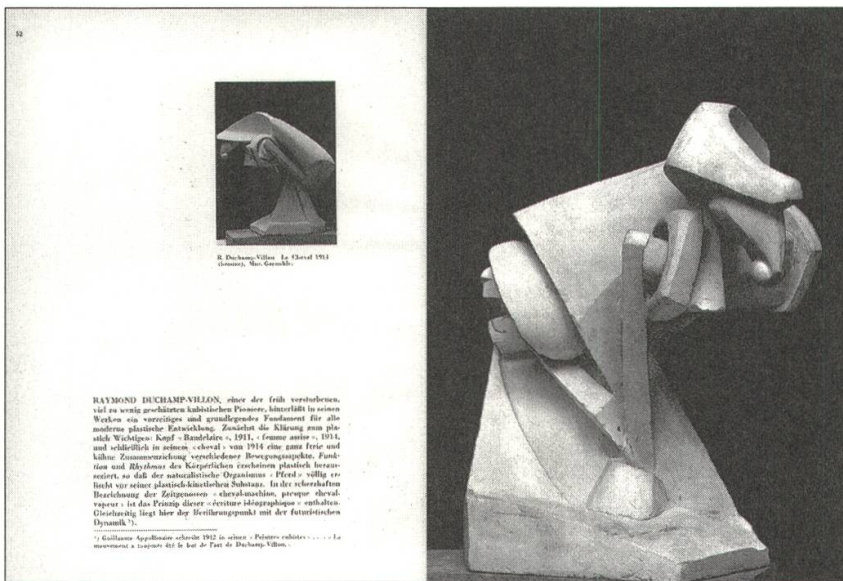 52
R. Duchamp-Villon Le Cheval 1914
(bronze), Mus. Grenoble.
RAYMOND DUCHAMP-VILLON, einer der früh verstorbenen,
viel zu wenig geschätzten kubistischen Pioniere, hinterläßt in seinen
Werken ein vorzeitiges und grundlegendes Fundament für alle
moderne plastische Entwicklung. Zunächst die Klärung zum pla-
stisch Wichtigen: Kopf «Baudelaire», 1911, «femme assise», 1914,
und schließlich in seinem «cheval» von 1914 eine ganz freie und
kühne Zusammenziehung verschiedener Bewegungsaspekte. Funk-
tion und Rhythmus des Körperlichen erscheinen plastisch heraus-
seziert, so daß der naturalistische Organismus «Pferd» völlig er-
lischt vor seiner plastisch-kinetischen Substanz. In der scherzhaften
Bezeichnung der Zeitgenossen «cheval-machine, presque cheval-
vapeur» ist das Prinzip dieser «écriture idéographique» enthalten.
Gleichzeitig liegt hier der Berührungspunkt mit der futuristischen
Dynamik ¹).
¹) Guillaume Appollinaire schreibt 1912 in seinen «Peintres cubistes» . . . . «Le
mouvement a toujours été le but de l'art de Duchamp-Villon.»